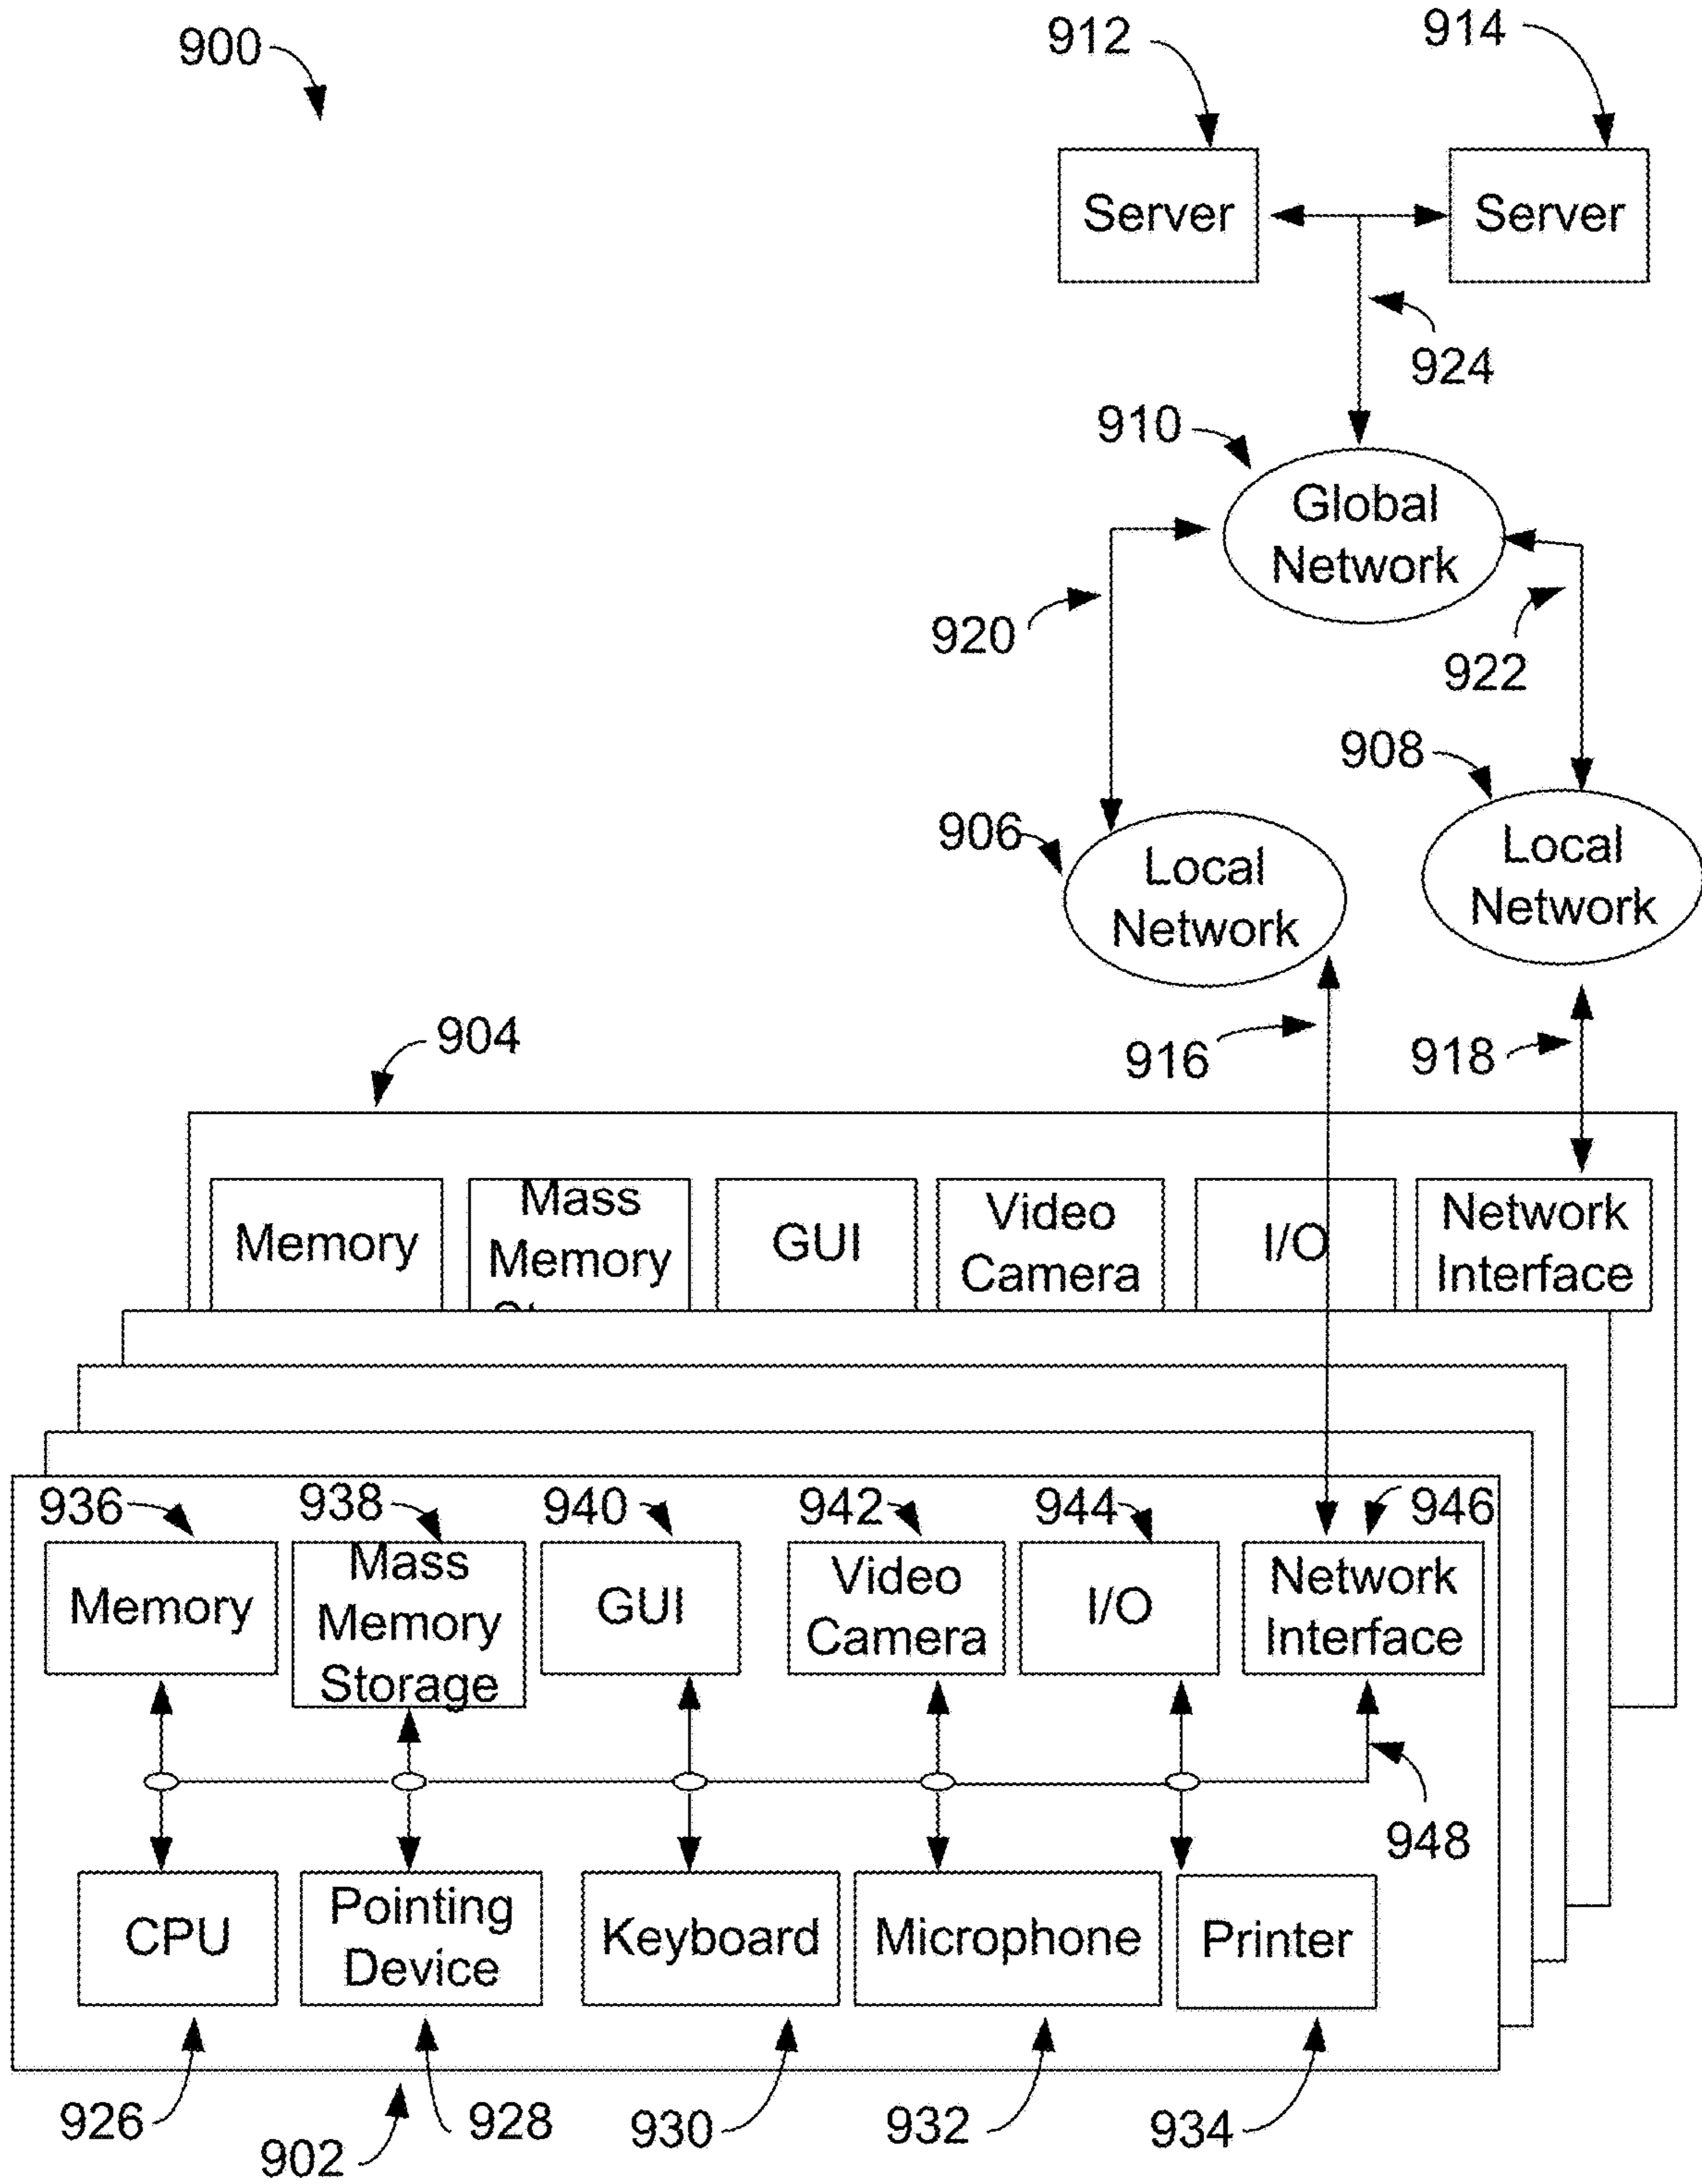 900
912
914
Server
Server
924
910
Global
Network
920
922
908
906
Local
Network
Local
Network
904
916
918
Memory
Mass
Memory
GUI
Video
Camera
I/O
Network
Interface
936
938
940
942
944
946
Memory
Mass
Memory
Storage
GUI
Video
Camera
I/O
Network
Interface
948
CPU
Pointing
Device
Keyboard
Microphone
Printer
926
902
928
930
932
934